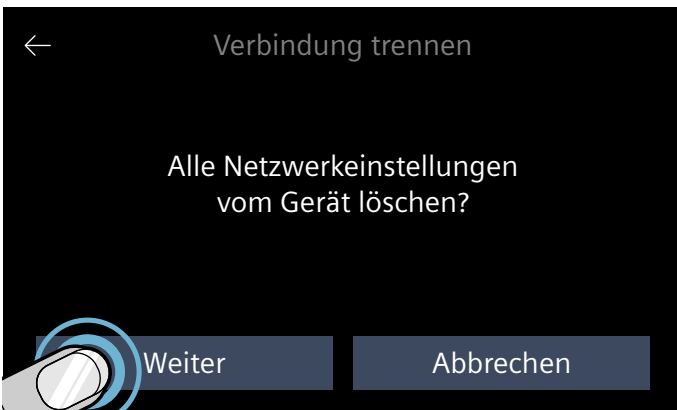 Verbindung trennen
Alle Netzwerkeinstellungen
vom Gerät löschen?
Weiter Abbrechen